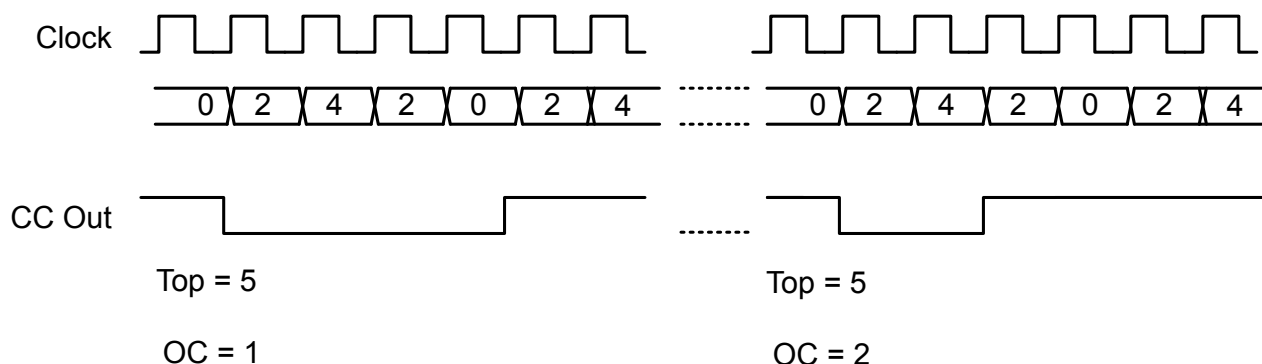 Clock
0 2 4 2 0 2 4 0 2 4 2 0 2 4
CC Out
Top = 5 Top = 5
OC = 1 OC = 2